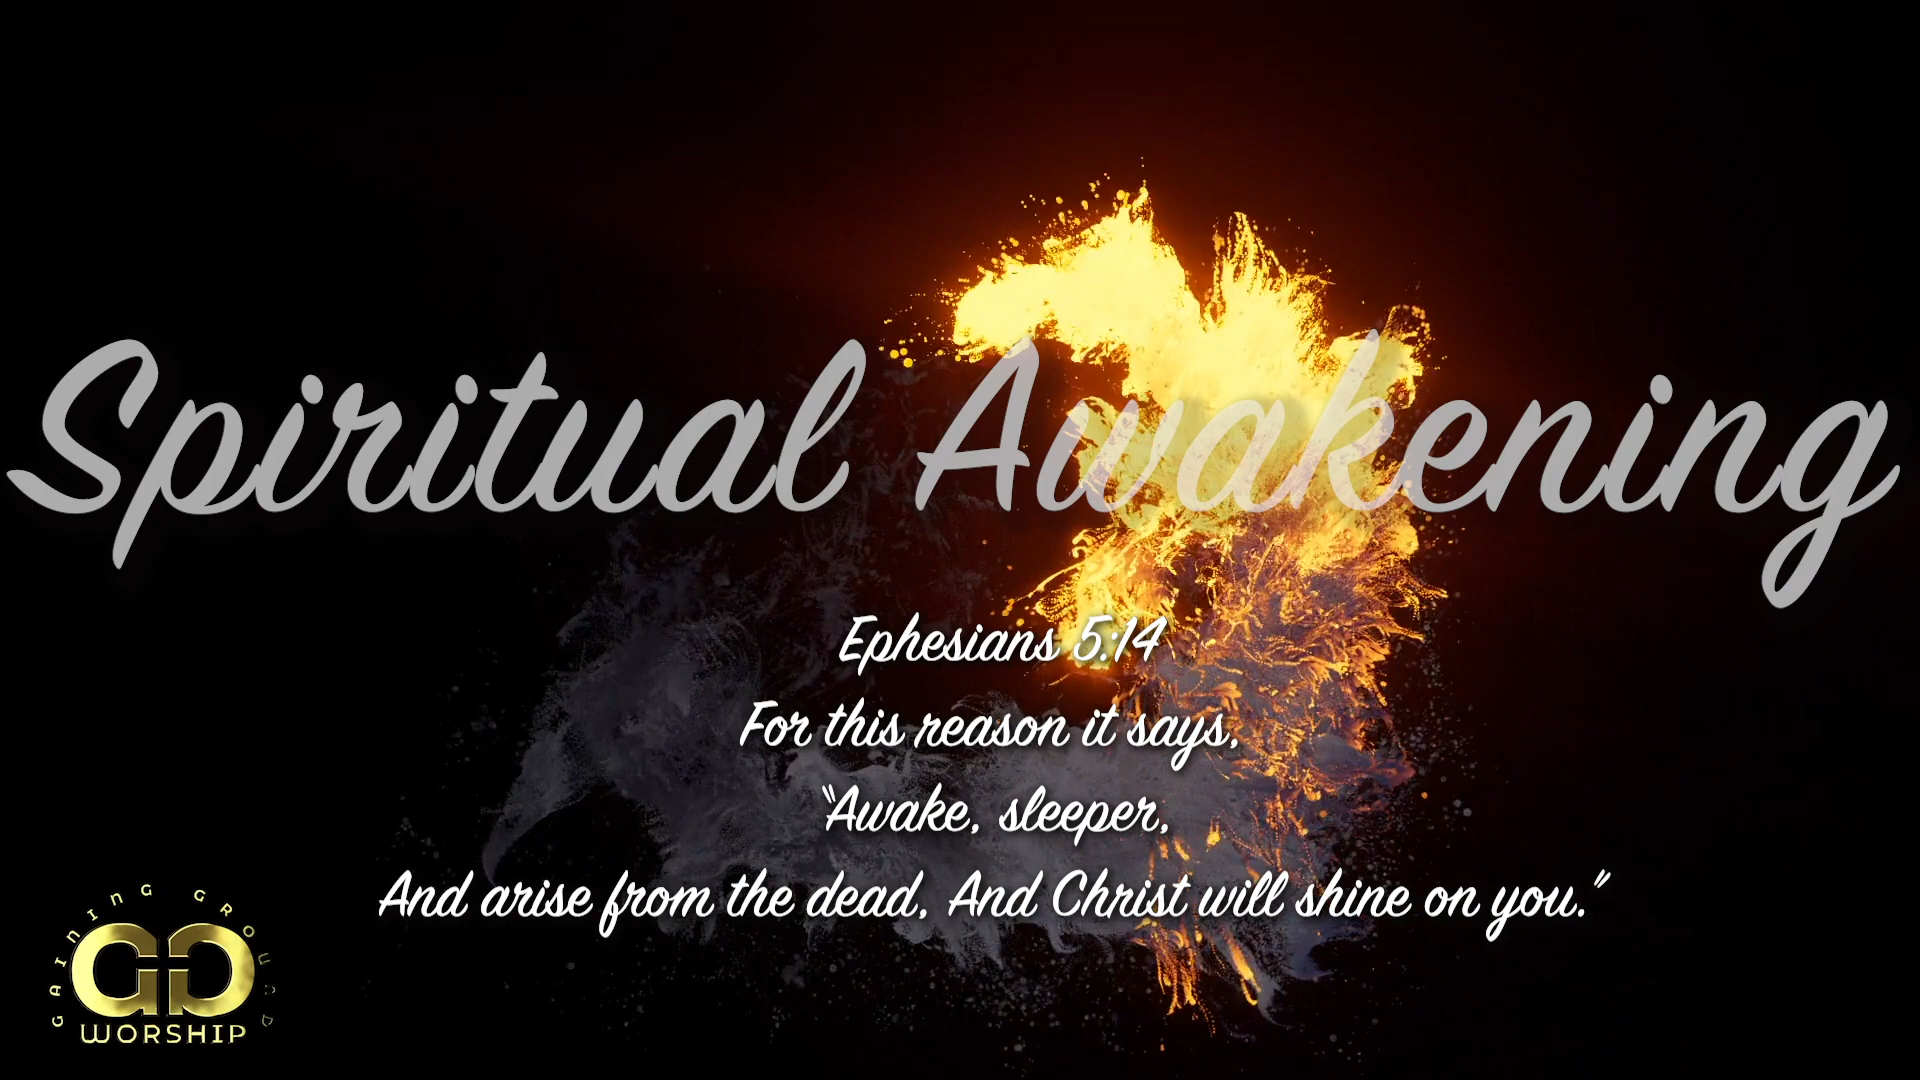 Spiritual Awakening
Ephesians 5:14
For this reason it says,
“Awake, sleeper,
And arise from the dead, And Christ will shine on you.”
GAINING GROUND
WORSHIP